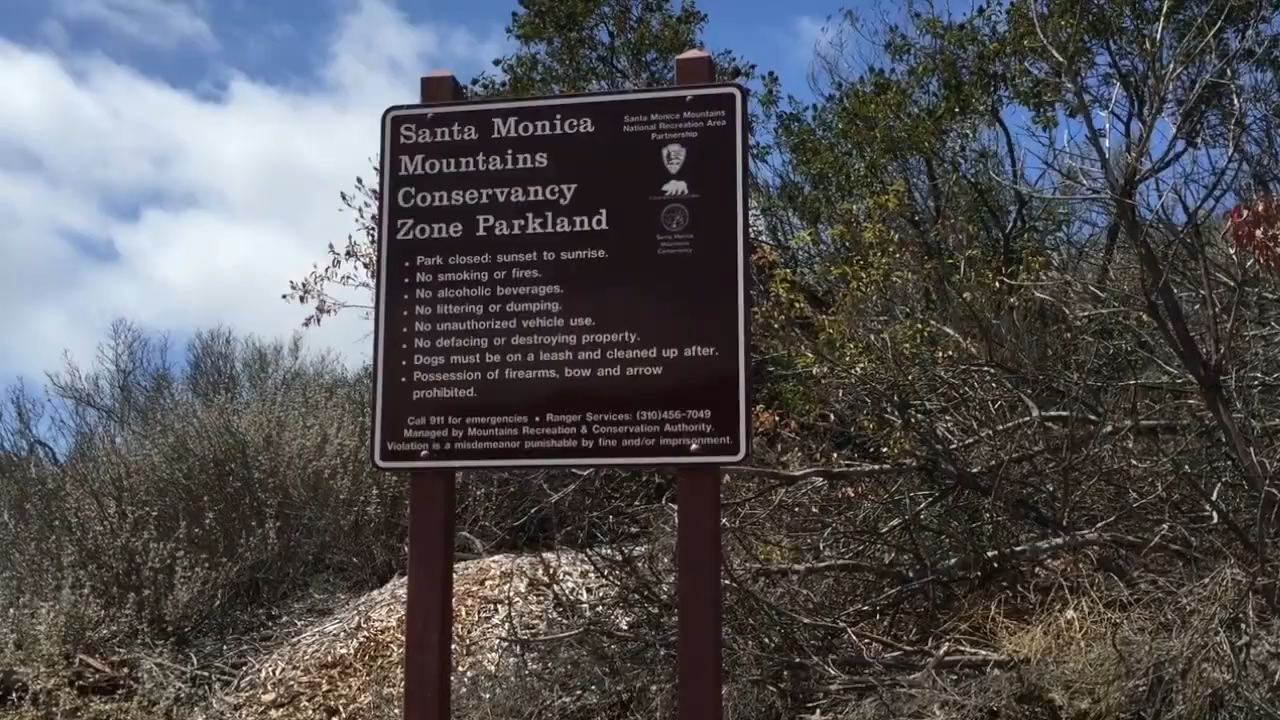 Santa Monica
Mountains
Conservancy
Zone Parkland
Santa Monica Mountains
National Recreation Area
Partnership
Santa Monica
Mountains
Conservancy
• Park closed: sunset to sunrise.
• No smoking or fires.
• No alcoholic beverages.
• No littering or dumping.
• No unauthorized vehicle use.
• No defacing or destroying property.
• Dogs must be on a leash and cleaned up after.
• Possession of firearms, bow and arrow
prohibited.
Call 911 for emergencies • Ranger Services: (310)456-7049
Managed by Mountains Recreation & Conservation Authority.
Violation is a misdemeanor punishable by fine and/or imprisonment.